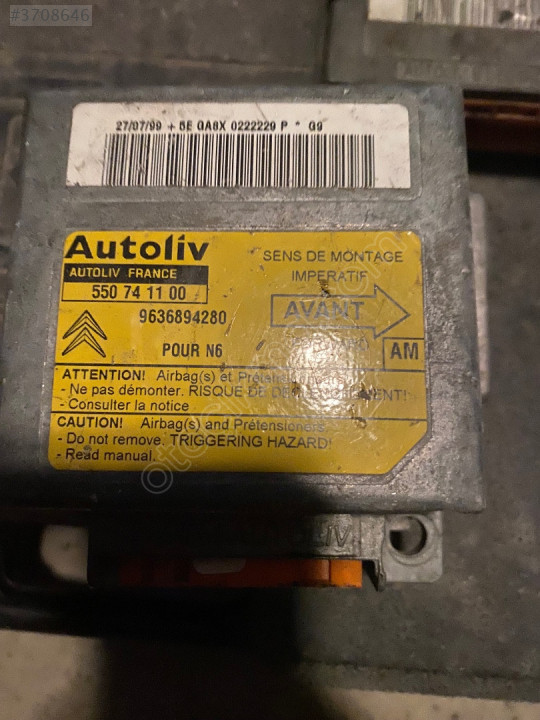 #3708646
27/07/99 + 5E GA8X 0222229 P * G9
Autoliv
AUTOLIV FRANCE
550 74 11 00
9636894280
POUR N6
SENS DE MONTAGE
IMPERATIF
AVANT
AM
ATTENTION! Airbag(s) et
- Ne pas démonter. RISQUE DE
- Consulter la notice
CAUTION! Airbag(s) and Prétensioners.
- Do not remove. TRIGGERING HAZARD!
- Read manual.